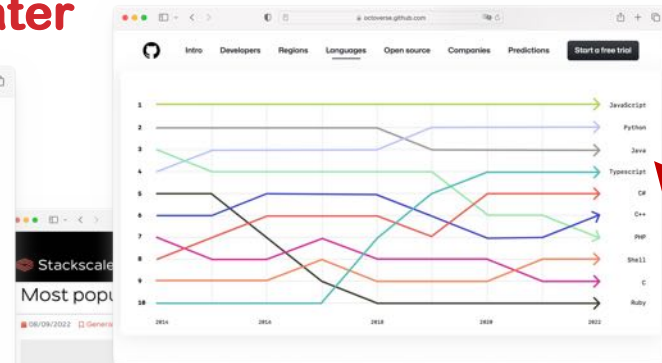 ater
octoverse.github.com
Intro Developers Regions Languages Open source Companies Predictions Start a free trial
1 JavaScript
2 Python
3 Java
4 Typescript
5 C#
6 C++
7 PHP
8 Shell
9 C
10 Ruby
2014 2016 2018 2020 2022
Stackscale
Most popu
08/09/2022 Genera